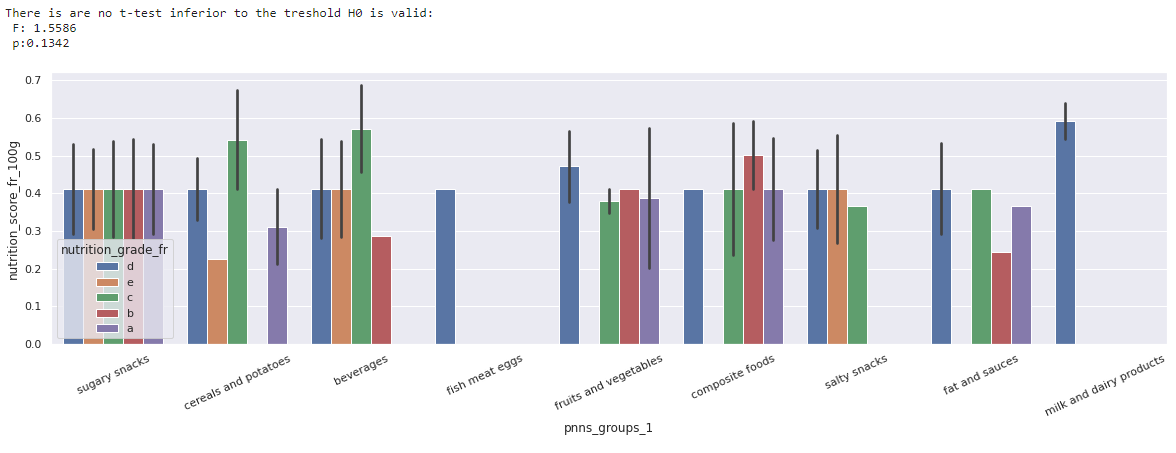 There is are no t-test inferior to the treshold H0 is valid:
F: 1.5586
p:0.1342
0.7
0.6
0.5
0.4
0.3
0.2
0.1
0.0
nutrition_score_fr_100g
nutrition_grade_fr
d
e
c
b
a
sugary snacks
cereals and potatoes
beverages
fish meat eggs
fruits and vegetables
composite foods
salty snacks
fat and sauces
milk and dairy products
pnns_groups_1